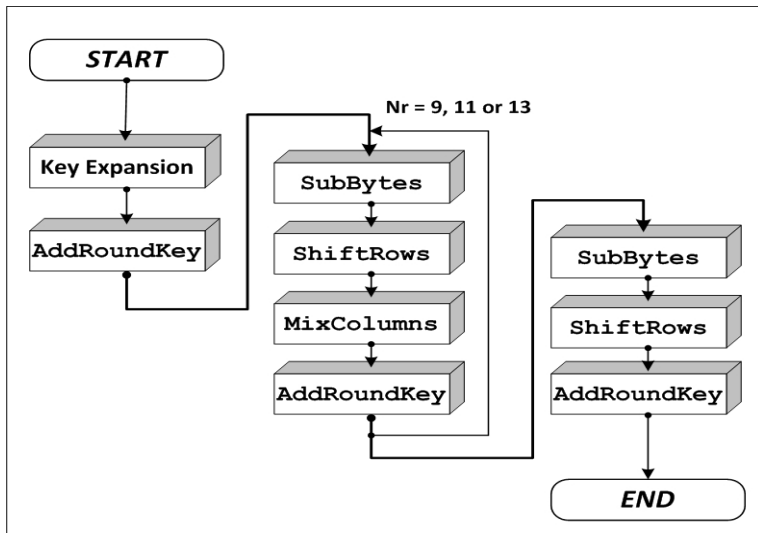 START
Key Expansion
AddRoundKey
Nr = 9, 11 or 13
SubBytes
ShiftRows
MixColumns
AddRoundKey
SubBytes
ShiftRows
AddRoundKey
END